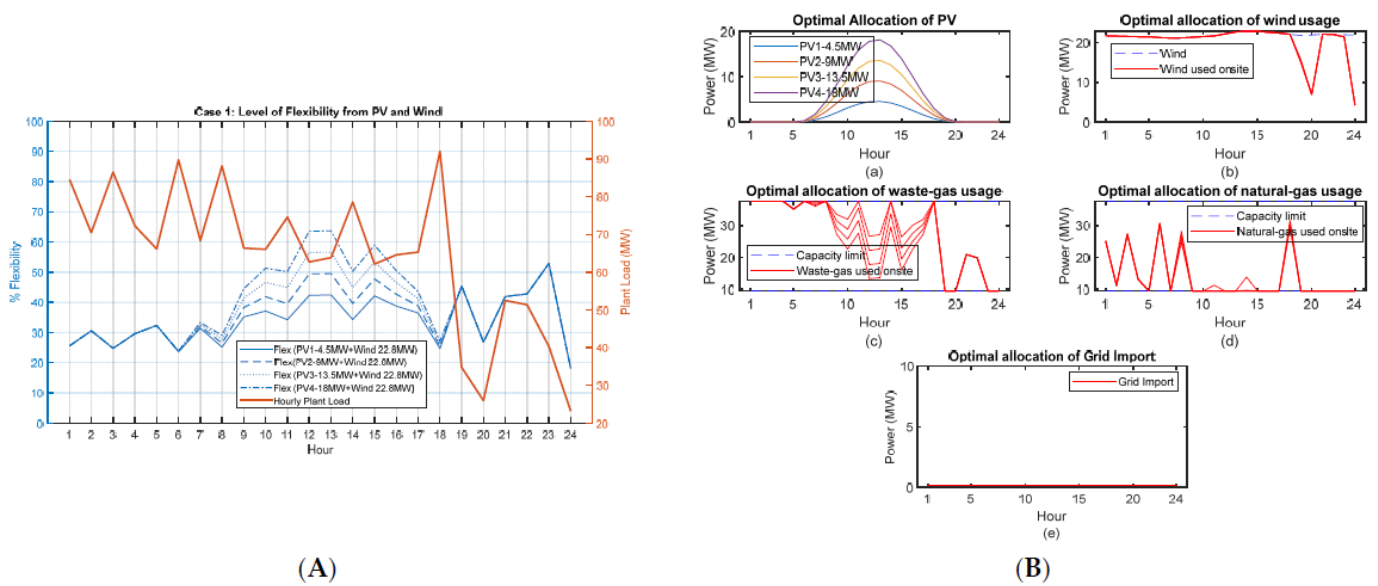 Case 1: Level of Flexibility from PV and Wind
% Flexibility
100
90
80
70
60
50
40
30
20
10
0
Flex (PV1-4.5MW+Wind 22.8MW)
Flex(PV2-9MW+Wind 22.8MW)
Flex (PV3-13.5MW+Wind 22.8MW)
Flex (PV4-18MW+Wind 22.8MW]
Hourly Plant Load
100
90
80
70
60
50
40
30
20
Plant Load (MW)
1 2 3 4 5 6 7 8 9 10 11 12 13 14 15 16 17 18 19 20 21 22 23 24
Hour
(A)
Optimal Allocation of PV
Power (MW)
20
10
0
PV1-4.5MW
PV2-9MW
PV3-13.5MW
PV4-18MW
1 5 10 15 20 24
Hour
(a)
Optimal allocation of wind usage
Power (MW)
20
10
0
Wind
Wind used onsite
1 5 10 15 20 24
Hour
(b)
Optimal allocation of waste-gas usage
Power (MW)
30
20
10
Capacity limit
Waste-gas used onsite
1 5 10 15 20 24
Hour
(c)
Optimal allocation of natural-gas usage
Power (MW)
30
20
10
Capacity limit
Natural-gas used onsite
1 5 10 15 20 24
Hour
(d)
Optimal allocation of Grid Import
Power (MW)
10
5
0
Grid Import
1 5 10 15 20 24
Hour
(e)
(B)